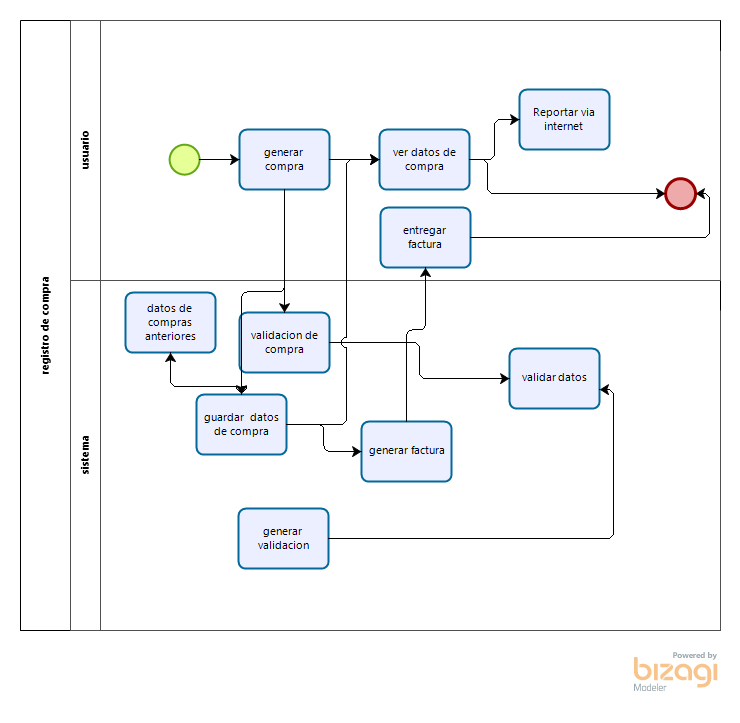 registro de compra
usuario
generar
compra
ver datos de
compra
Reportar via
internet
entregar
factura
sistema
datos de
compras
anteriores
validacion de
compra
validar datos
guardar datos
de compra
generar factura
generar
validacion
Powered by
bizagi
Modeler